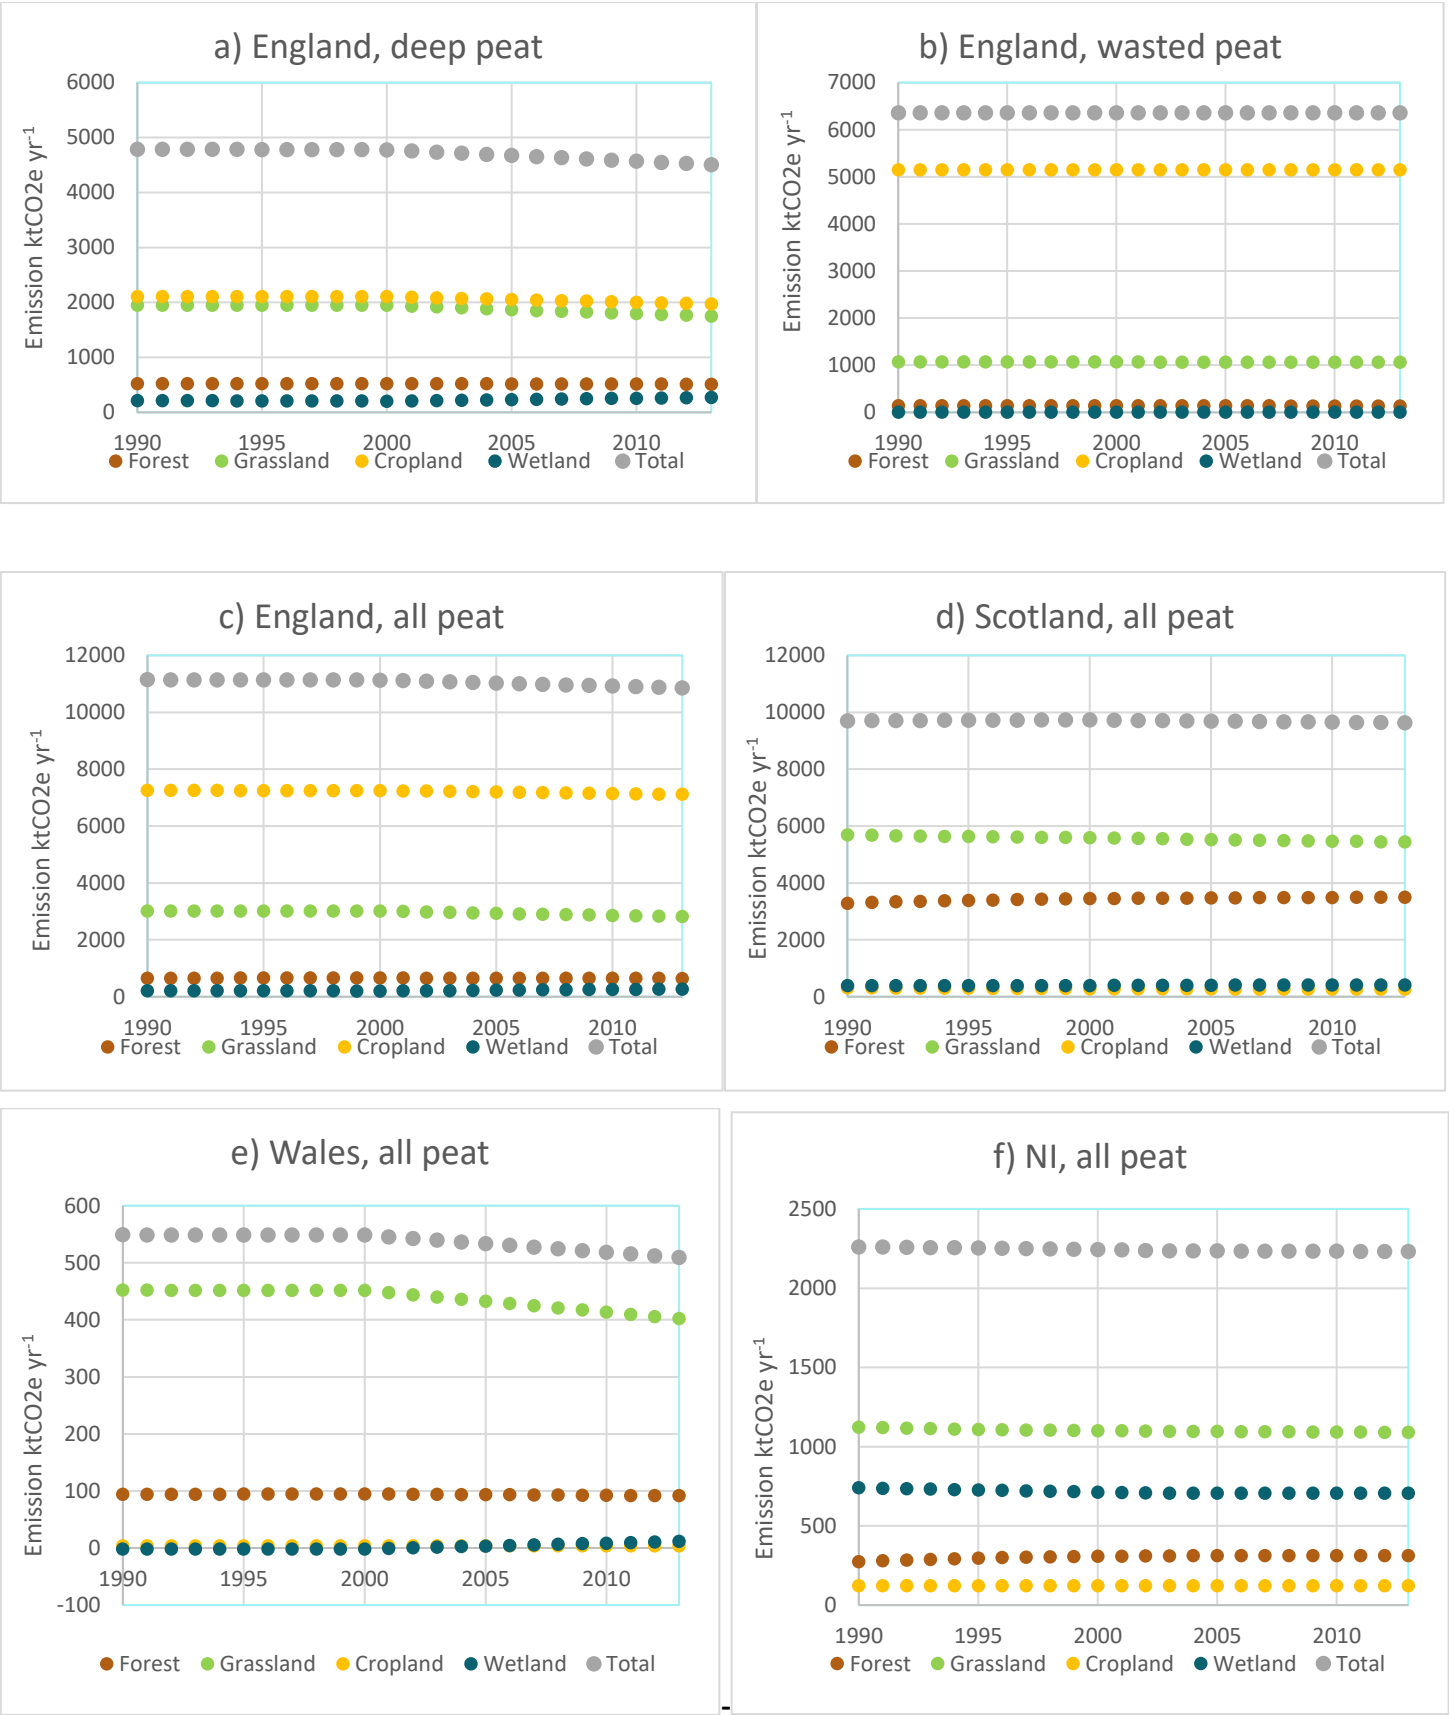 a) England, deep peat
6000
5000
4000
3000
2000
1000
0
Emission ktCO2e yr-1
1990 1995 2000 2005 2010
Forest Grassland Cropland Wetland Total
b) England, wasted peat
7000
6000
5000
4000
3000
2000
1000
0
Emission ktCO2e yr-1
1990 1995 2000 2005 2010
Forest Grassland Cropland Wetland Total
c) England, all peat
12000
10000
8000
6000
4000
2000
0
Emission ktCO2e yr-1
1990 1995 2000 2005 2010
Forest Grassland Cropland Wetland Total
d) Scotland, all peat
12000
10000
8000
6000
4000
2000
0
Emission ktCO2e yr-1
1990 1995 2000 2005 2010
Forest Grassland Cropland Wetland Total
e) Wales, all peat
600
500
400
300
200
100
0
-100
Emission ktCO2e yr-1
1990 1995 2000 2005 2010
Forest Grassland Cropland Wetland Total
f) NI, all peat
2500
2000
1500
1000
500
0
Emission ktCO2e yr-1
1990 1995 2000 2005 2010
Forest Grassland Cropland Wetland Total
-